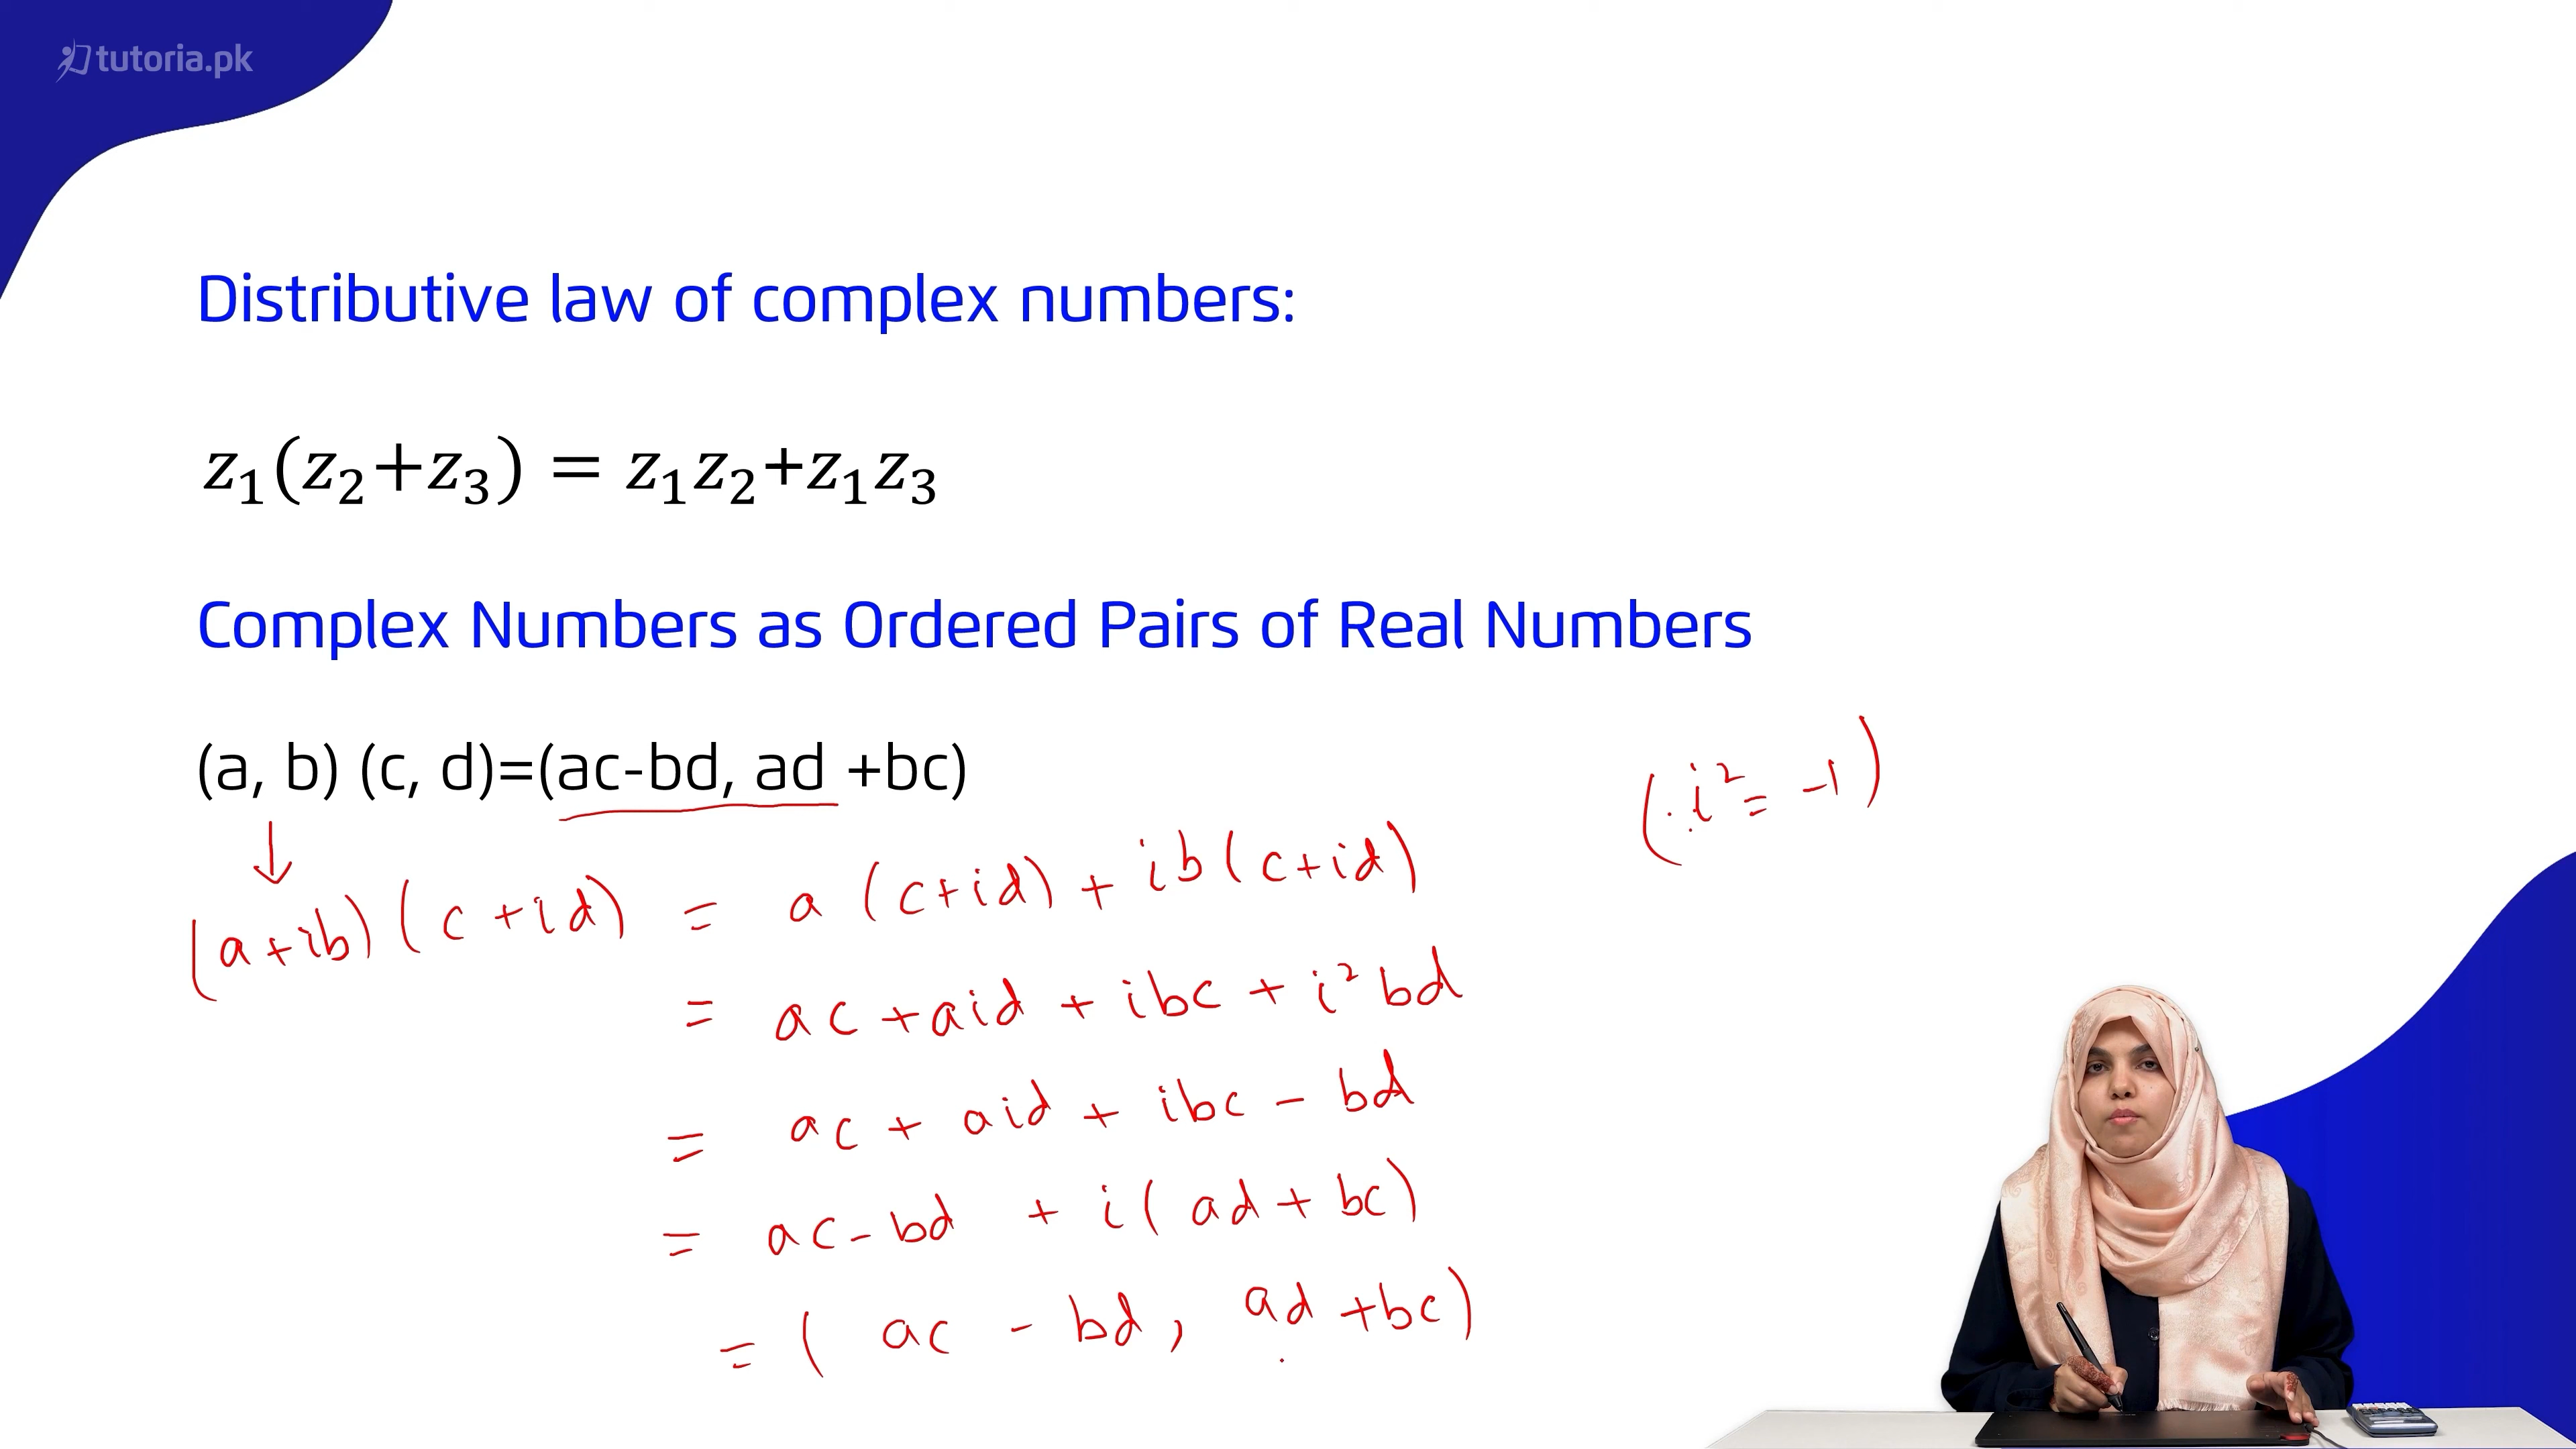 tutoria.pk
Distributive law of complex numbers:
z₁(z₂+z₃) = z₁z₂+z₁z₃
Complex Numbers as Ordered Pairs of Real Numbers
(a, b) (c, d)=(ac-bd, ad +bc)
(∵ i² = -1)
↓
(a+ib)(c+id) = a(c+id) + ib(c+id)
= ac +aid + ibc + i²bd
= ac + aid + ibc - bd
= ac - bd + i(ad + bc)
= (ac - bd, ad +bc)